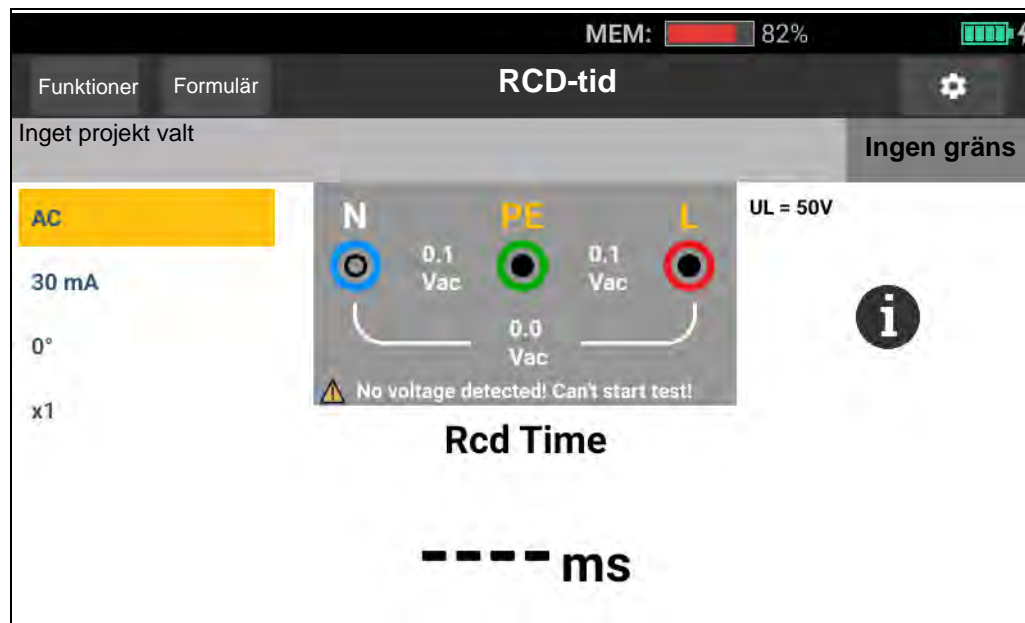 MEM: 82%
Funktioner Formulär RCD-tid
Inget projekt valt
Ingen gräns
AC
30 mA
0°
x1
N PE L
0.1 Vac
0.1 Vac
0.0 Vac
No voltage detected! Can't start test!
UL = 50V
Rcd Time
---- ms